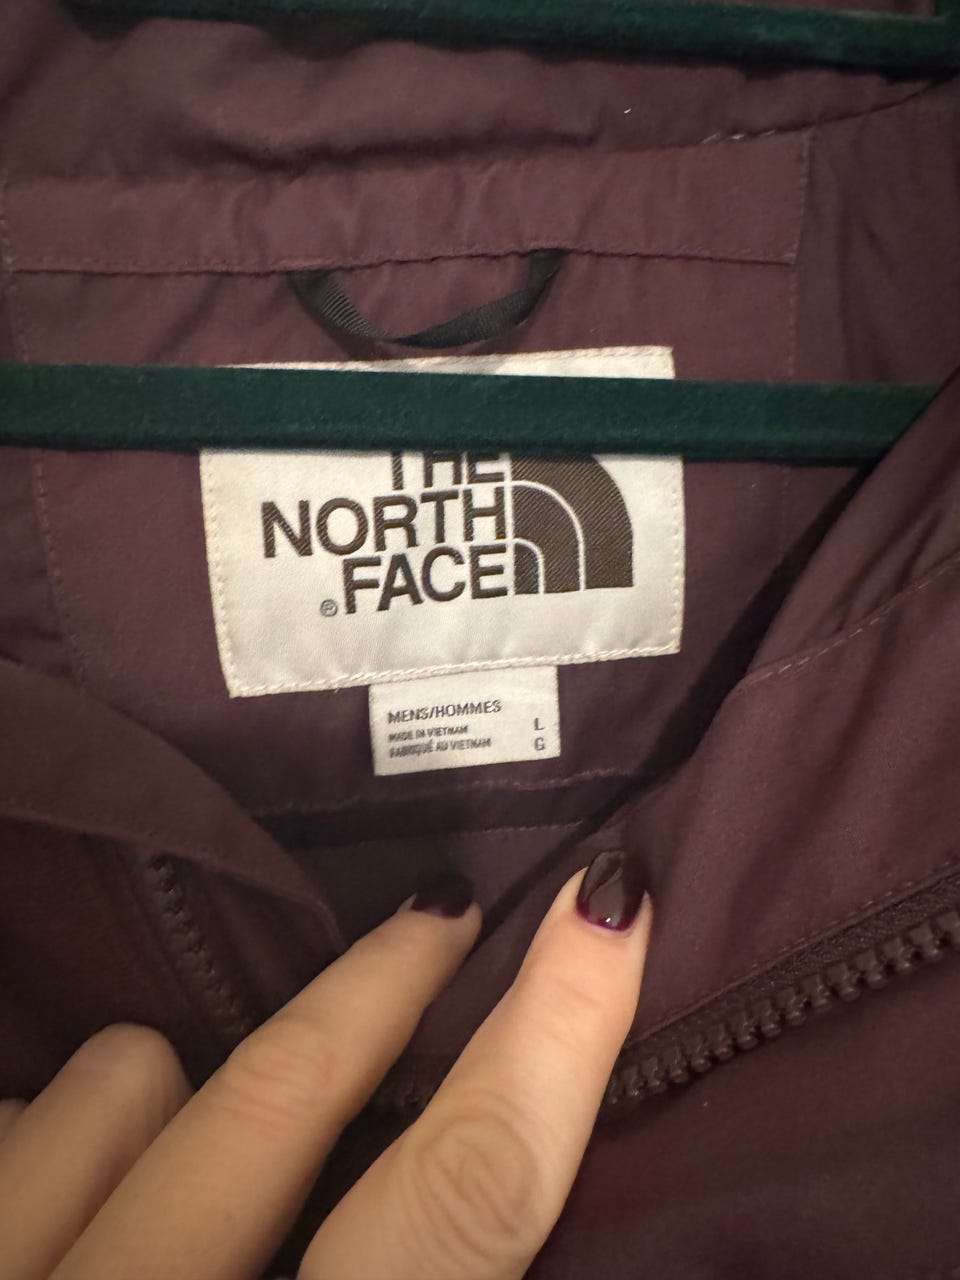 THE
NORTH
FACE
®
MENS/HOMMES
MADE IN VIETNAM L
FABRIQUÉ AU VIETNAM G